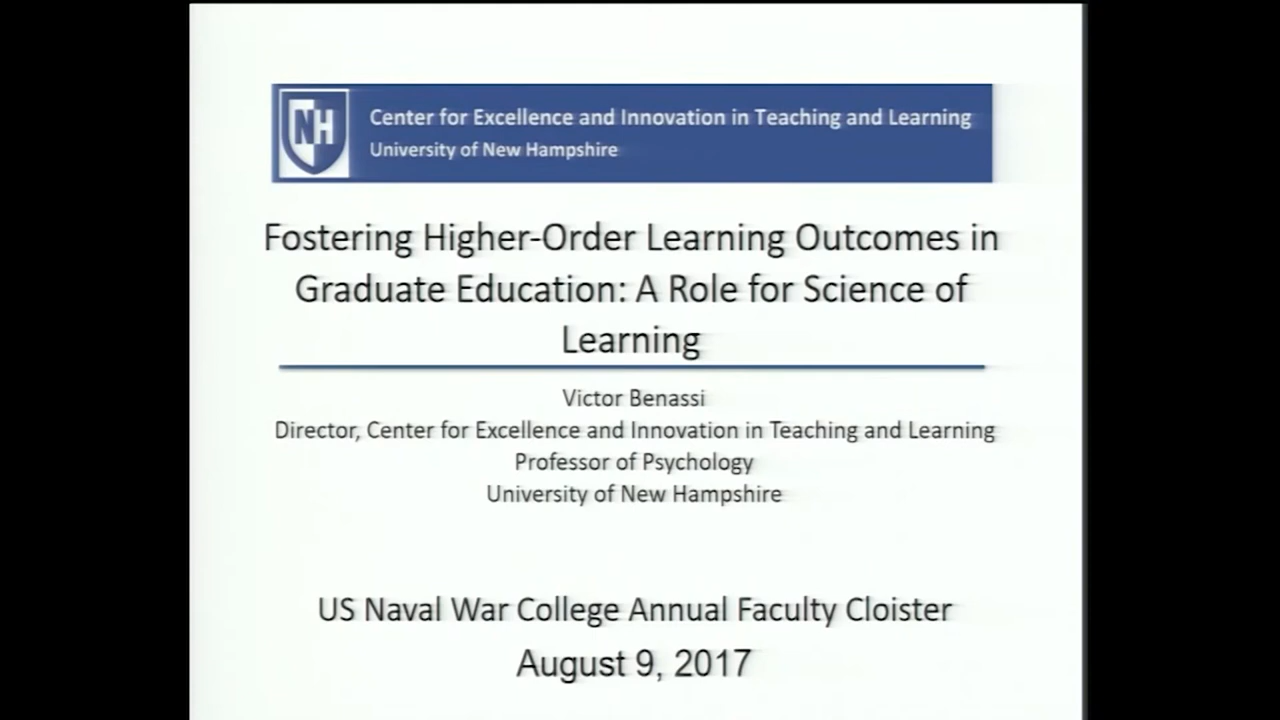 NH
Center for Excellence and Innovation in Teaching and Learning
University of New Hampshire
Fostering Higher-Order Learning Outcomes in
Graduate Education: A Role for Science of
Learning
Victor Benassi
Director, Center for Excellence and Innovation in Teaching and Learning
Professor of Psychology
University of New Hampshire
US Naval War College Annual Faculty Cloister
August 9, 2017